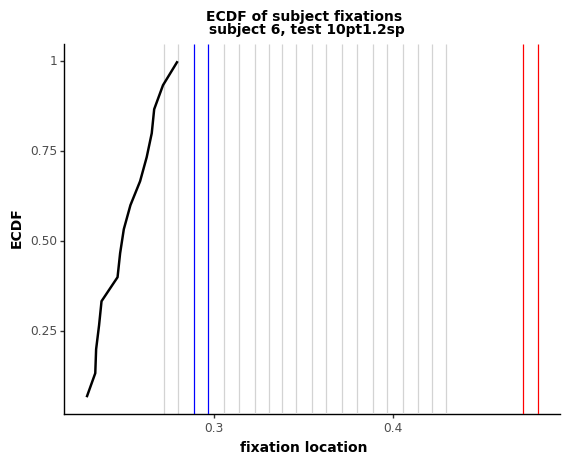 ECDF of subject fixations
subject 6, test 10pt1.2sp
1
0.75
0.50
0.25
ECDF
0.3
0.4
fixation location